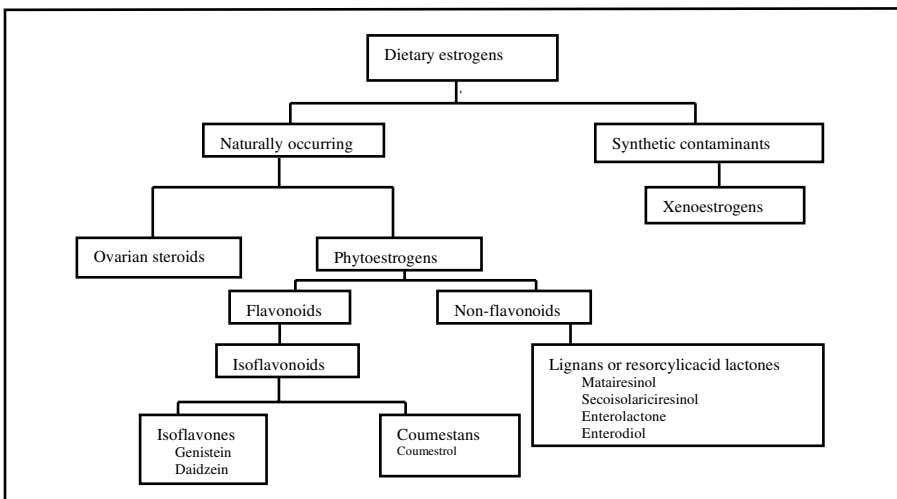 Dietary estrogens
Naturally occurring
Synthetic contaminants
Xenoestrogens
Ovarian steroids
Phytoestrogens
Flavonoids
Non-flavonoids
Isoflavonoids
Lignans or resorcylicacid lactones
Matairesinol
Secoisolariciresinol
Enterolactone
Enterodiol
Isoflavones
Genistein
Daidzein
Coumestans
Coumestrol